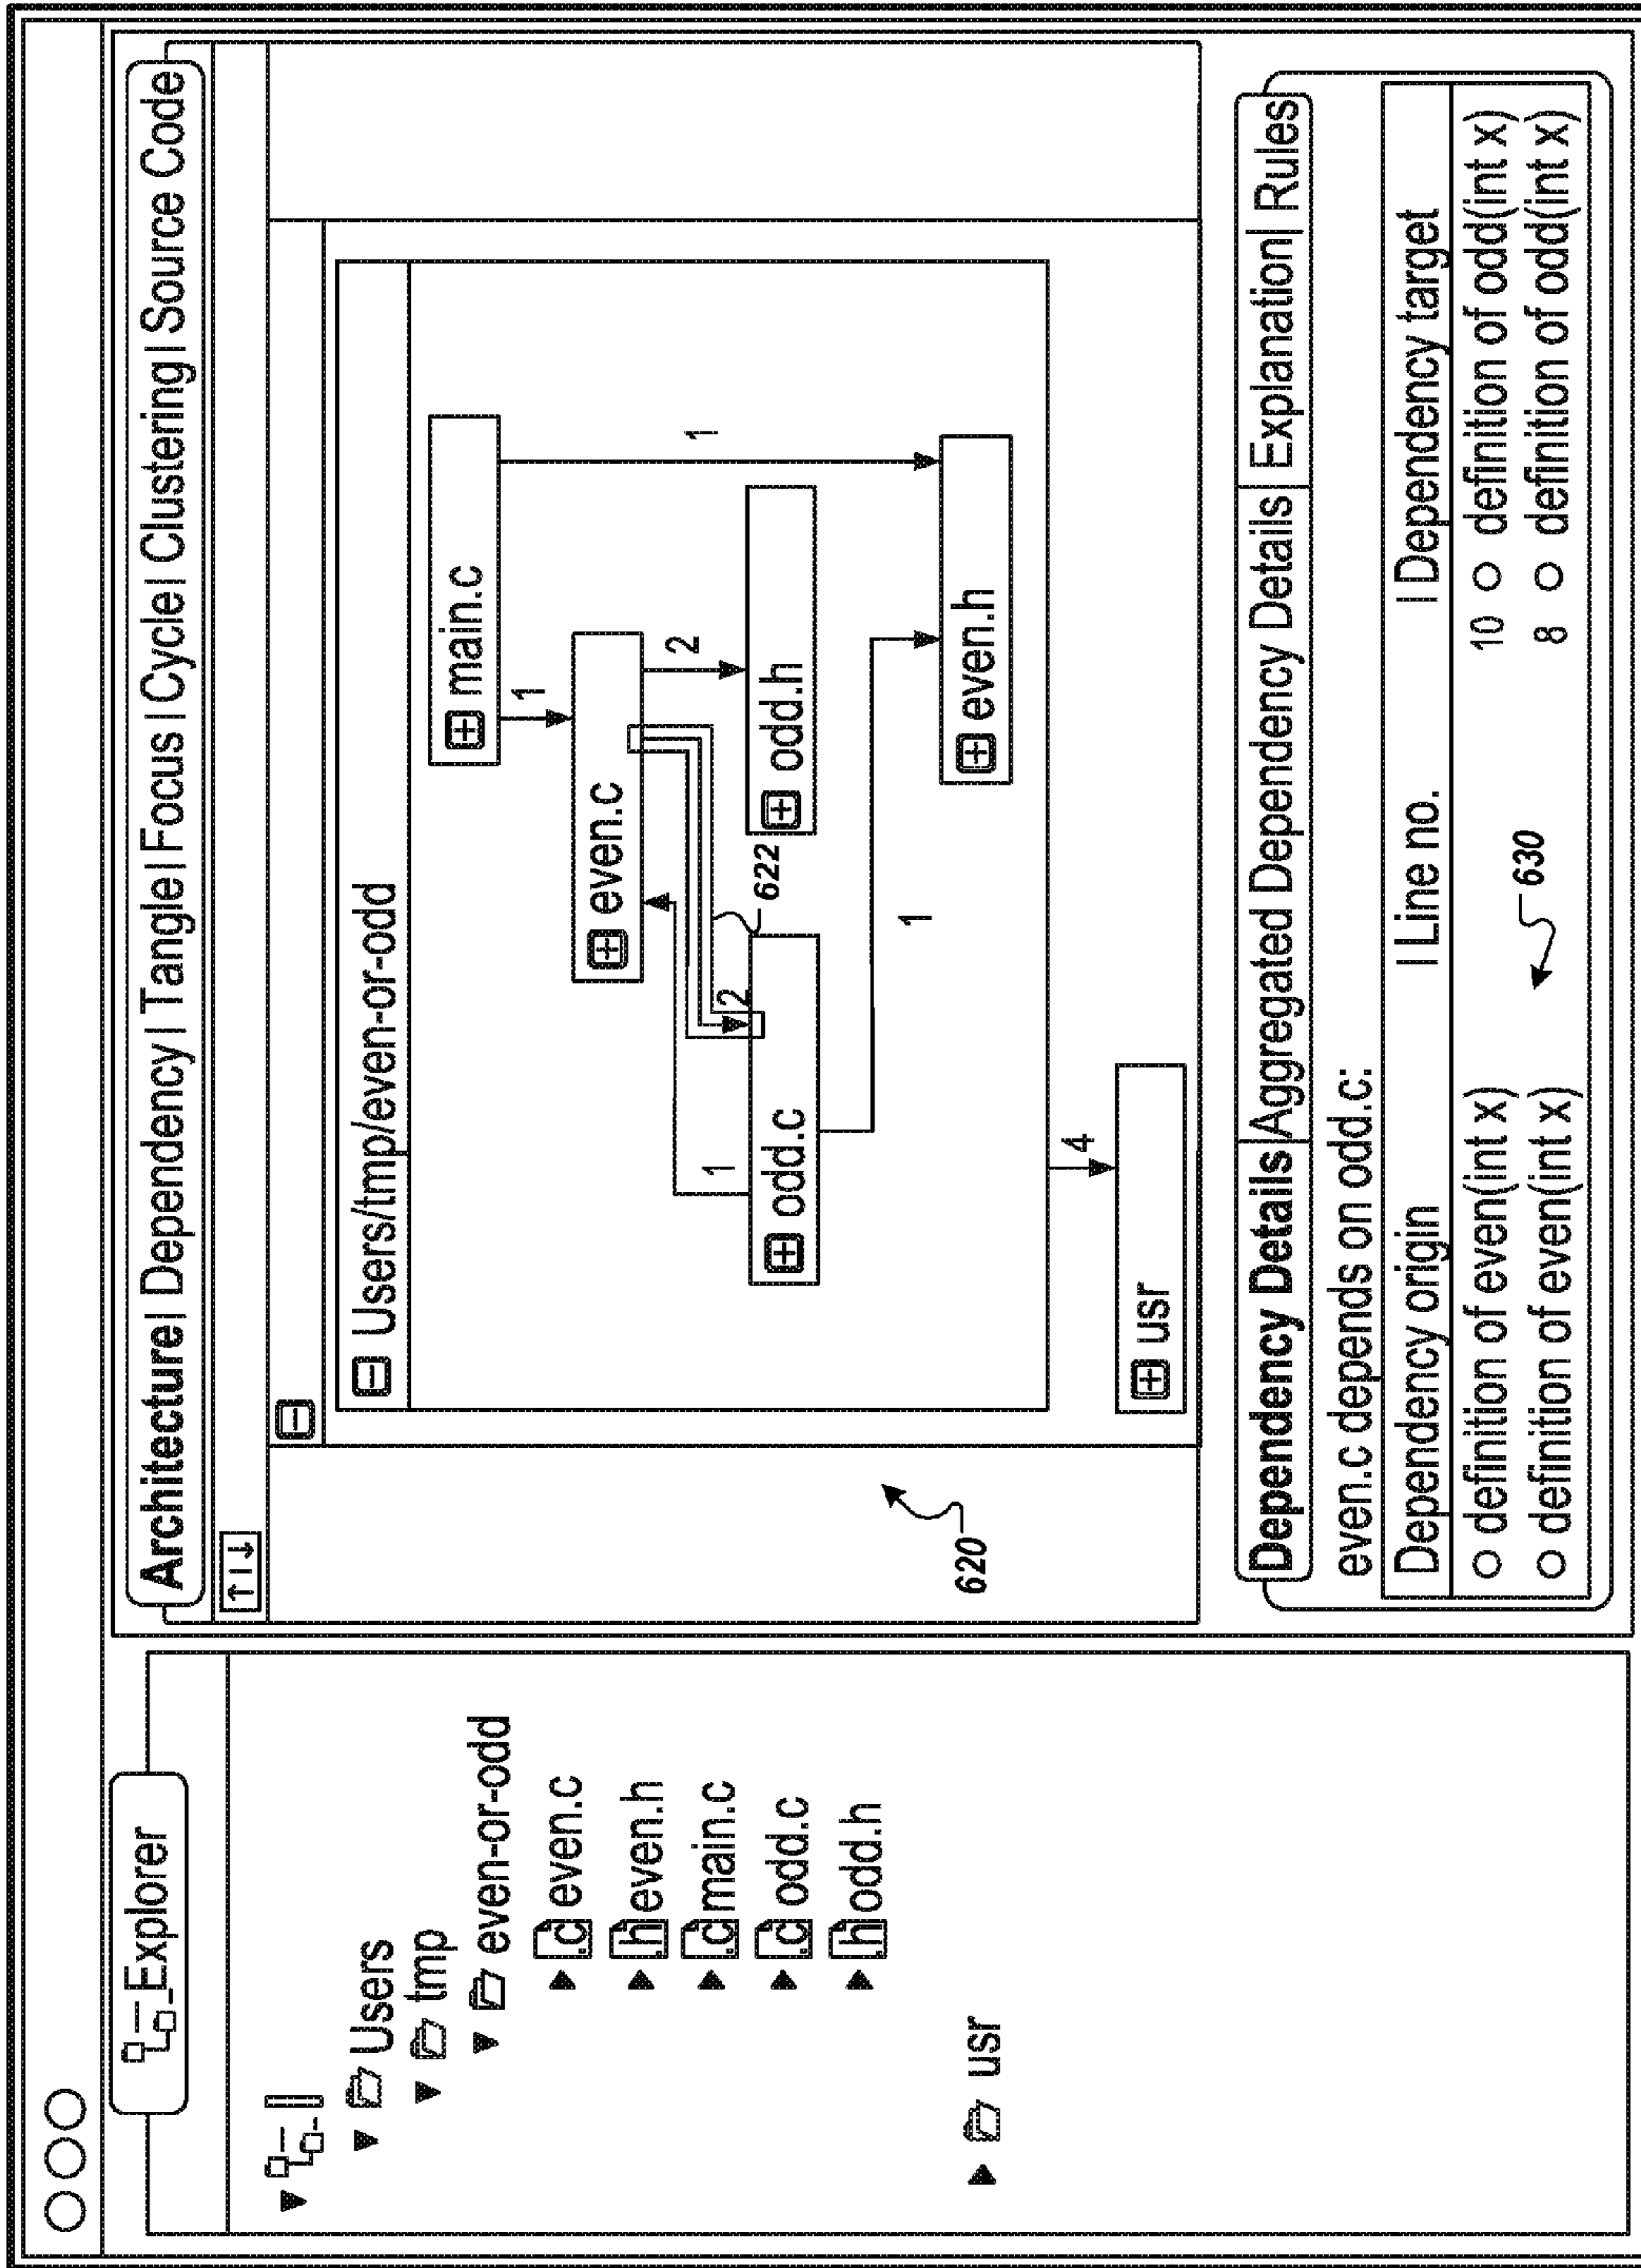 Explorer
Users
tmp
even-or-odd
.c even.c
.h even.h
.c main.c
.c odd.c
.h odd.h
usr
Architecture| Dependency | Tangle | Focus | Cycle | Clustering | Source Code
Users/tmp/even-or-odd
main.c
1
1
even.c
2
622
1
2
odd.c
odd.h
1
even.h
4
usr
620
Dependency Details | Aggregated Dependency Details | Explanation | Rules
even.c depends on odd.c:
Dependency origin | Line no. | Dependency target
definition of even(int x) 10 definition of odd(int x)
definition of even(int x) 8 definition of odd(int x)
630